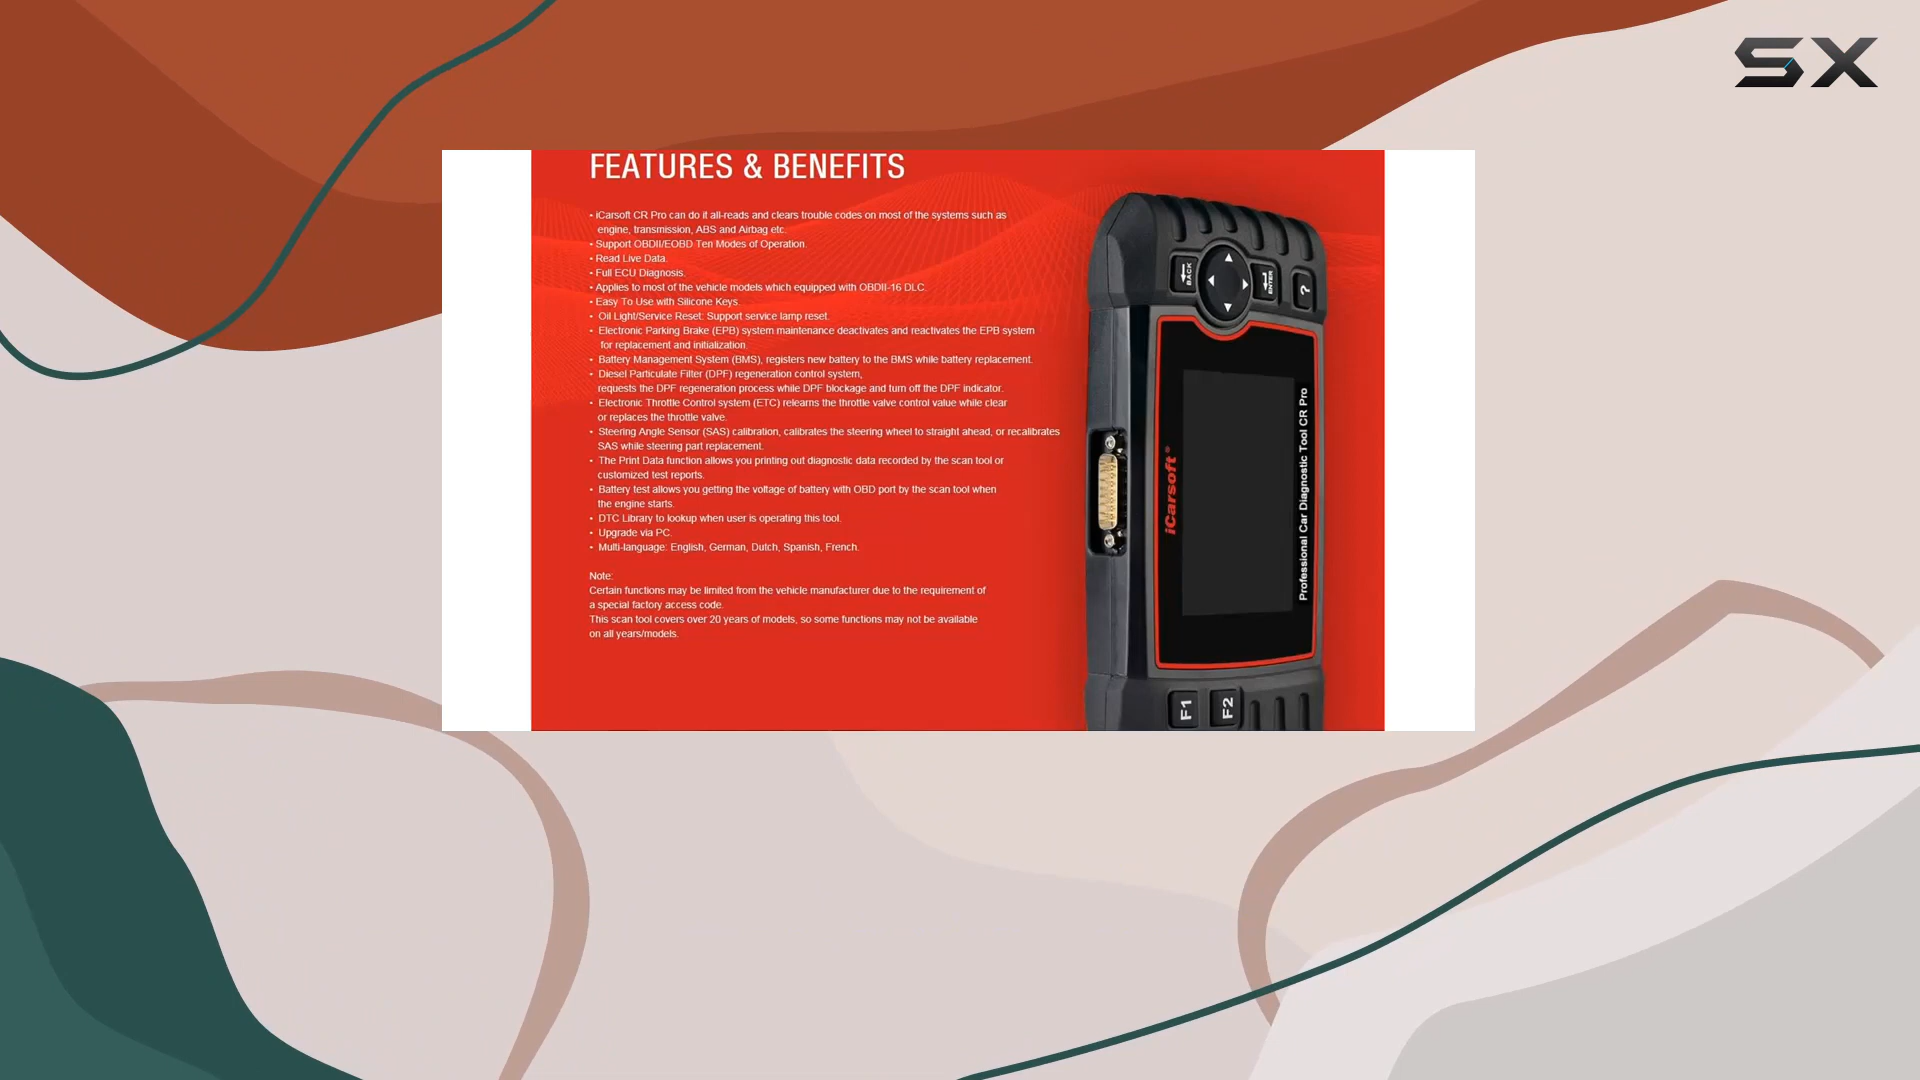 SX
FEATURES & BENEFITS
• iCarsoft CR Pro can do it all-reads and clears trouble codes on most of the systems such as
engine, transmission, ABS and Airbag etc.
• Support OBDII/EOBD Ten Modes of Operation.
• Read Live Data.
• Full ECU Diagnosis.
• Applies to most of the vehicle models which equipped with OBDII-16 DLC.
• Easy To Use with Silicone Keys.
• Oil Light/Service Reset: Support service lamp reset.
• Electronic Parking Brake (EPB) system maintenance deactivates and reactivates the EPB system
for replacement and initialization.
• Battery Management System (BMS), registers new battery to the BMS while battery replacement.
• Diesel Particulate Filter (DPF) regeneration control system,
requests the DPF regeneration process while DPF blockage and turn off the DPF indicator.
• Electronic Throttle Control system (ETC) relearns the throttle valve control value while clear
or replaces the throttle valve.
• Steering Angle Sensor (SAS) calibration, calibrates the steering wheel to straight ahead, or recalibrates
SAS while steering part replacement.
• The Print Data function allows you printing out diagnostic data recorded by the scan tool or
customized test reports.
• Battery test allows you getting the voltage of battery with OBD port by the scan tool when
the engine starts.
• DTC Library to lookup when user is operating this tool.
• Upgrade via PC.
• Multi-language: English, German, Dutch, Spanish, French.
Note:
Certain functions may be limited from the vehicle manufacturer due to the requirement of
a special factory access code.
This scan tool covers over 20 years of models, so some functions may not be available
on all years/models.
BACK
ENTER
?
iCarsoft®
Professional Car Diagnostic Tool CR Pro
F1
F2